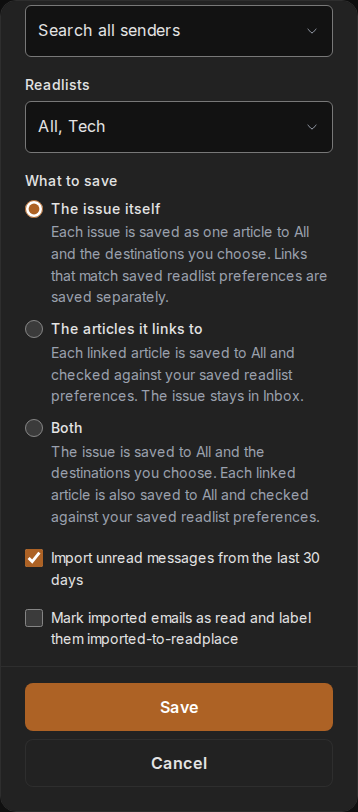 Search all senders
Readlists
All, Tech
What to save
The issue itself
Each issue is saved as one article to All
and the destinations you choose. Links
that match saved readlist preferences are
saved separately.
The articles it links to
Each linked article is saved to All and
checked against your saved readlist
preferences. The issue stays in Inbox.
Both
The issue is saved to All and the
destinations you choose. Each linked
article is also saved to All and checked
against your saved readlist preferences.
Import unread messages from the last 30
days
Mark imported emails as read and label
them imported-to-readplace
Save
Cancel